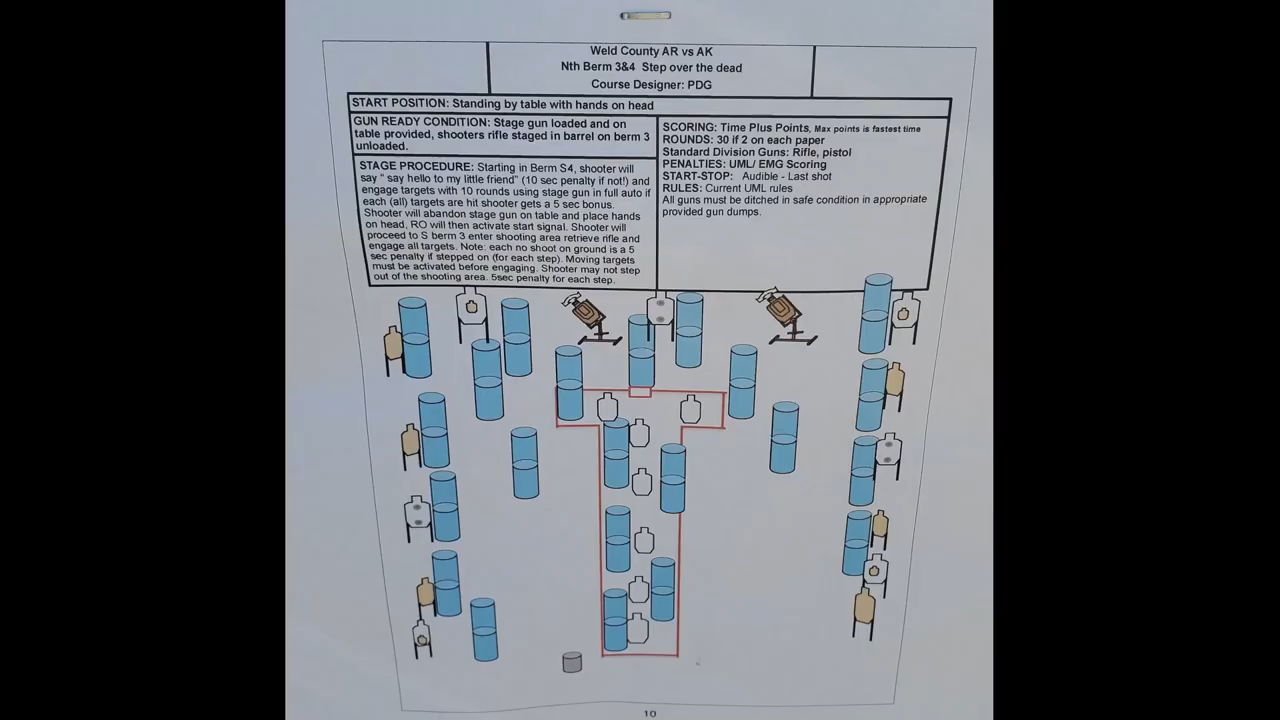 Weld County AR vs AK
Nth Berm 3&4 Step over the dead
Course Designer: PDG
START POSITION: Standing by table with hands on head
GUN READY CONDITION: Stage gun loaded and on
table provided, shooters rifle staged in barrel on berm 3
unloaded.
STAGE PROCEDURE: Starting in Berm S4, shooter will
say " say hello to my little friend" (10 sec penalty if not!) and
engage targets with 10 rounds using stage gun in full auto if
each (all) targets are hit shooter gets a 5 sec bonus.
Shooter will abandon stage gun on table and place hands
on head, RO will then activate start signal. Shooter will
proceed to S berm 3 enter shooting area retrieve rifle and
engage all targets. Note: each no shoot on ground is a 5
sec penalty if stepped on (for each step). Moving targets
must be activated before engaging. Shooter may not step
out of the shooting area. 5sec penalty for each step.
SCORING: Time Plus Points, Max points is fastest time
ROUNDS: 30 if 2 on each paper
Standard Division Guns: Rifle, pistol
PENALTIES: UML/ EMG Scoring
START-STOP: Audible - Last shot
RULES: Current UML rules
All guns must be ditched in safe condition in appropriate
provided gun dumps.
10